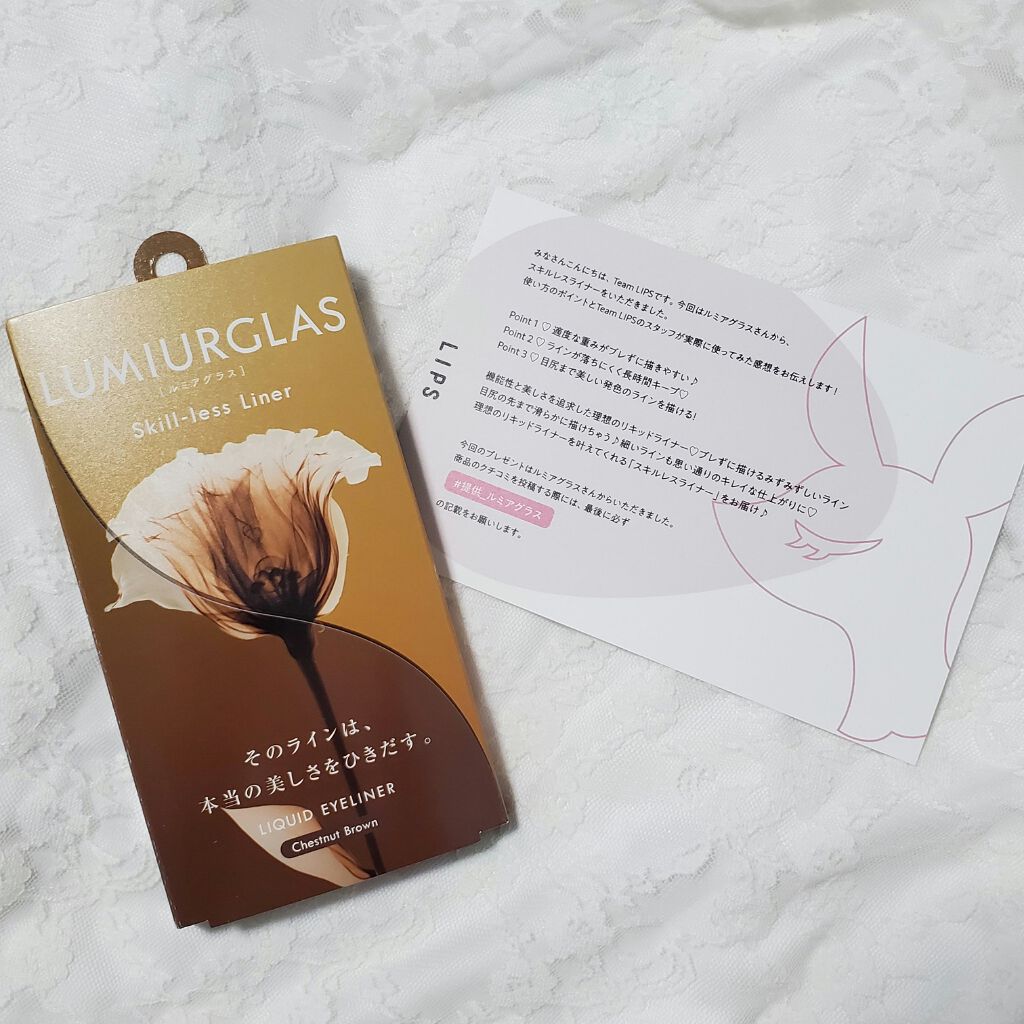 LUMIURGLAS
[ルミアグラス]
Skill-less Liner
そのラインは、
本当の美しさをひきだす。
LIQUID EYELINER
Chestnut Brown
LIPS
みなさんこんにちは、Team LIPSです。今回はルミアグラスさんから、
スキルレスライナーをいただきました。
使い方のポイントとTeam LIPSのスタッフが実際に使ってみた感想をお伝えします！
Point 1 ♡ 適度な重みがブレずに描きやすい♪
Point 2 ♡ ラインが落ちにくく長時間キープ♡
Point 3 ♡ 目尻まで美しい発色のラインを描ける!
機能性と美しさを追求した理想のリキッドライナー♡ブレずに描けるみずみずしいライン
目尻の先まで滑らかに描けちゃう♪細いラインも思い通りのキレイな仕上がりに♡
理想のリキッドライナーを叶えてくれる「スキルレスライナー」をお届け♪
今回のプレゼントはルミアグラスさんからいただきました。
商品のクチコミを投稿する際には、最後に必ず
#提供_ルミアグラス
の記載をお願いします。